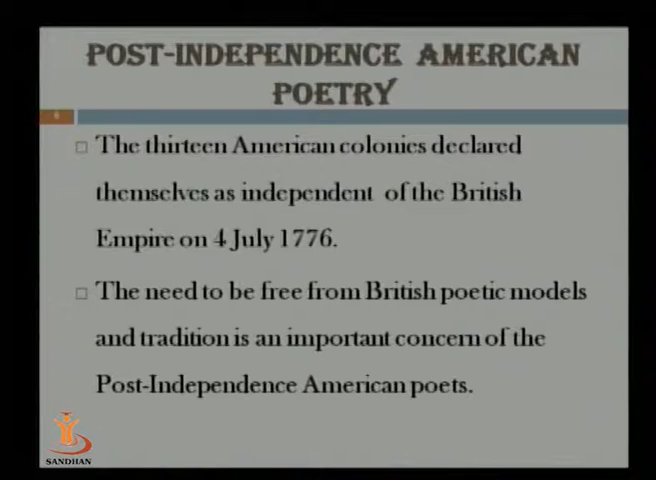 POST-INDEPENDENCE AMERICAN
POETRY
The thirteen American colonies declared
themselves as independent of the British
Empire on 4 July 1776.
The need to be free from British poetic models
and tradition is an important concern of the
Post-Independence American poets.
SANDHAN